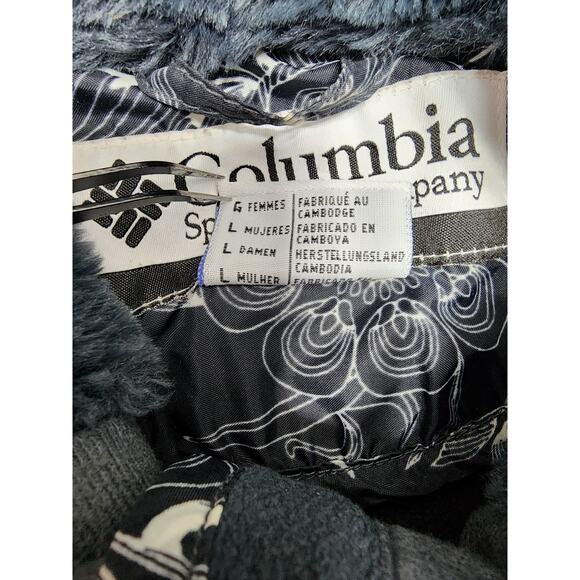 Columbia
Sp pany
G FEMMES
L MUJERES
L DAMEN
L MULHER
FABRIQUÉ AU
CAMBODGE
FABRICADO EN
CAMBOYA
HERSTELLUNGSLAND
CAMBODIA